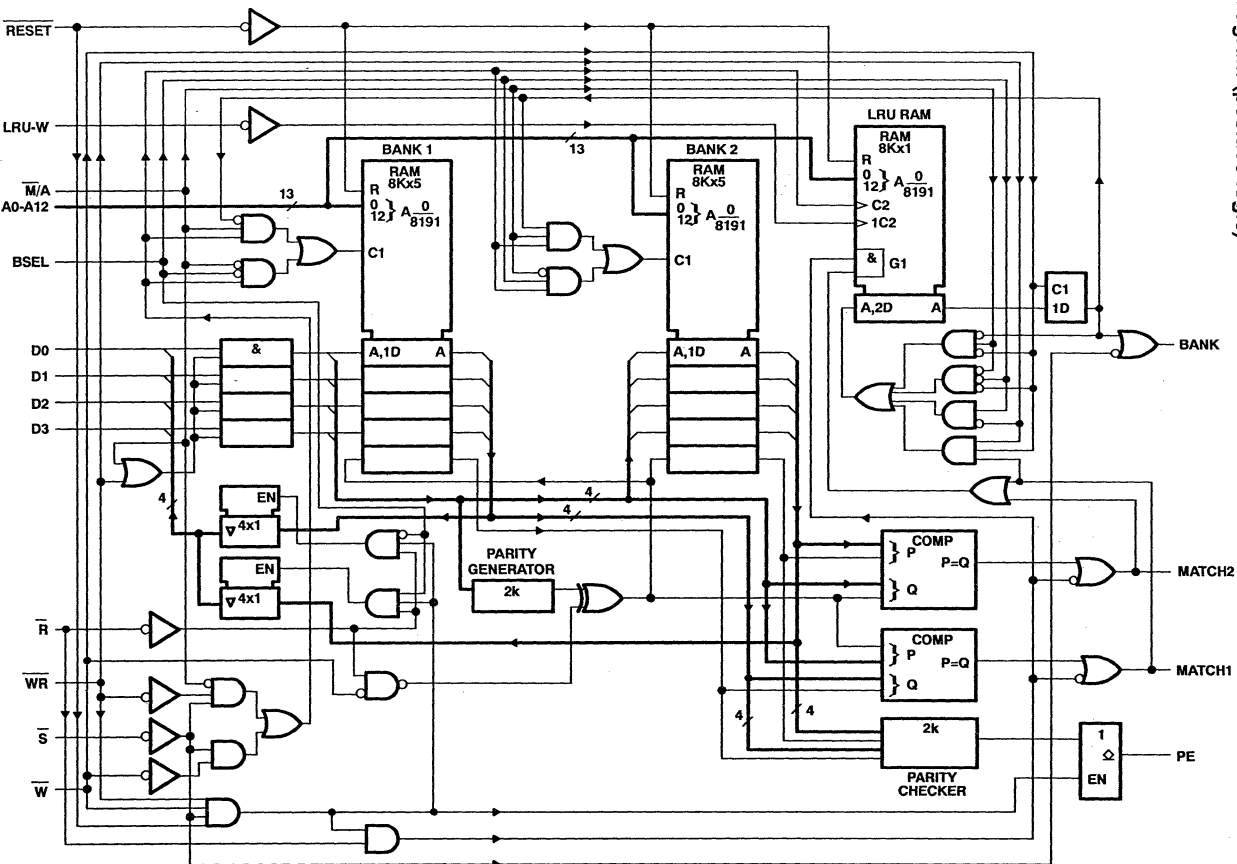 RESET
LRU-W
M/A
A0-A12
BSEL
D0
D1
D2
D3
R
WR
S
W
13
13
BANK 1
RAM
8Kx5
R
0
12} A 0/8191
C1
A,1D A
BANK 2
RAM
8Kx5
R
0
12} A 0/8191
C1
A,1D A
LRU RAM
RAM
8Kx1
R
0
12} A 0/8191
C2
1C2
& G1
A,2D A
C1
1D
BANK
&
4
EN
4x1
EN
4x1
4
4
PARITY
GENERATOR
2k
COMP
P P=Q
Q
COMP
P P=Q
Q
MATCH2
MATCH1
4
4
2k
PARITY
CHECKER
1
EN
PE